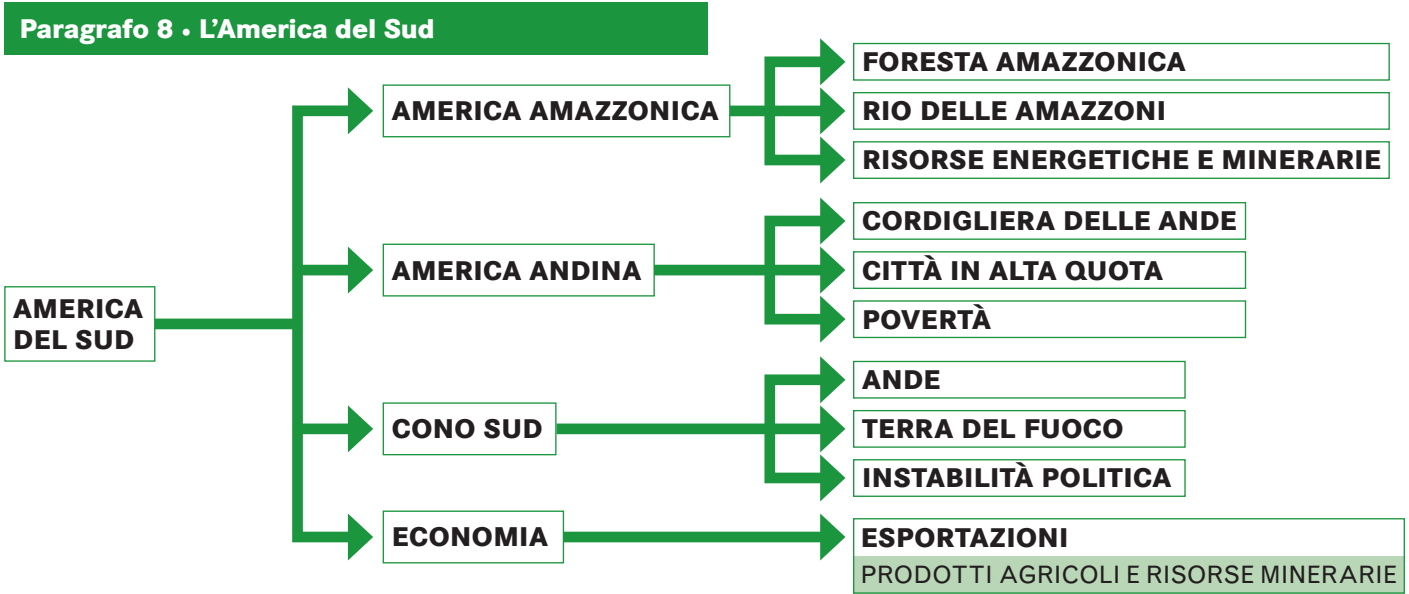 Paragrafo 8 • L'America del Sud
AMERICA
DEL SUD
AMERICA AMAZZONICA
FORESTA AMAZZONICA
RIO DELLE AMAZZONI
RISORSE ENERGETICHE E MINERARIE
AMERICA ANDINA
CORDIGLIERA DELLE ANDE
CITTÀ IN ALTA QUOTA
POVERTÀ
CONO SUD
ANDE
TERRA DEL FUOCO
INSTABILITÀ POLITICA
ECONOMIA
ESPORTAZIONI
PRODOTTI AGRICOLI E RISORSE MINERARIE